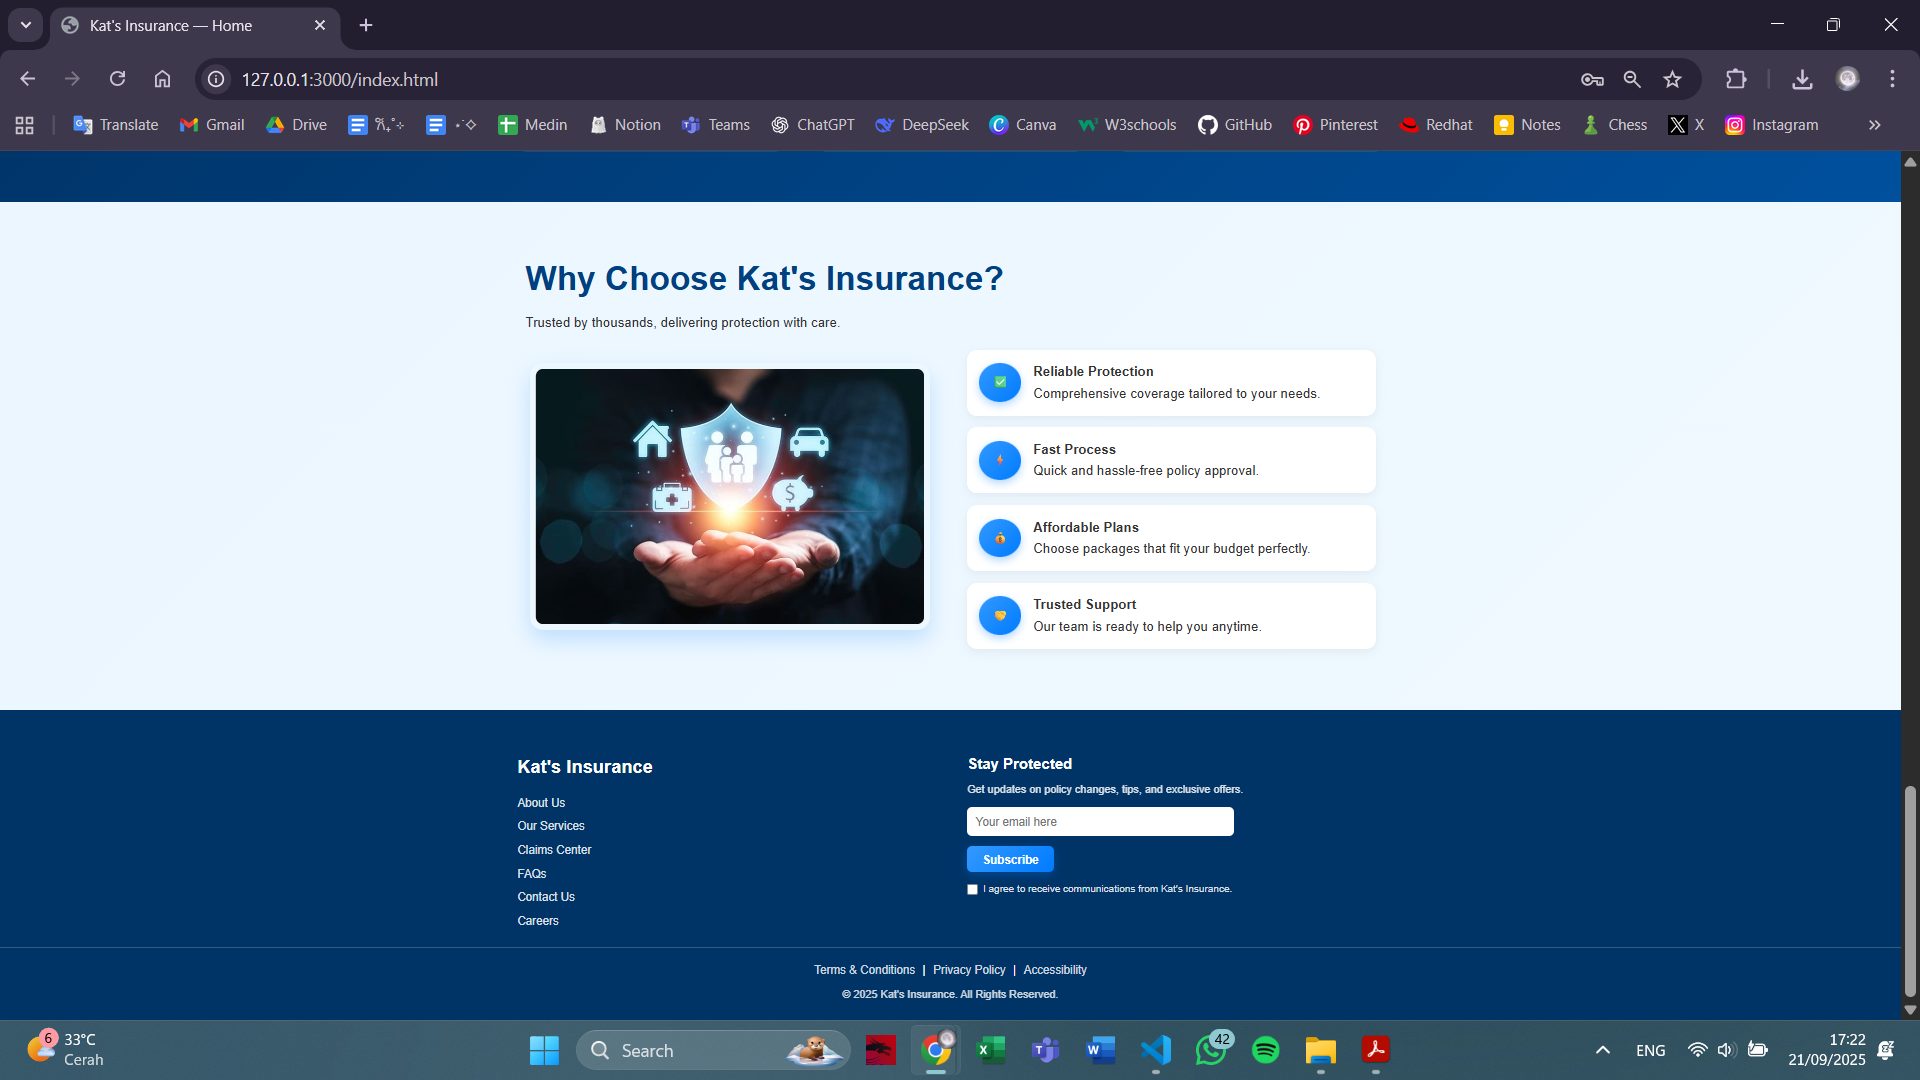 Kat's Insurance — Home
127.0.0.1:3000/index.html
Translate
Gmail
Drive
Medin
Notion
Teams
ChatGPT
DeepSeek
Canva
W3schools
GitHub
Pinterest
Redhat
Notes
Chess
X
Instagram
Why Choose Kat's Insurance?
Trusted by thousands, delivering protection with care.
Reliable Protection
Comprehensive coverage tailored to your needs.
Fast Process
Quick and hassle-free policy approval.
Affordable Plans
Choose packages that fit your budget perfectly.
Trusted Support
Our team is ready to help you anytime.
Kat's Insurance
About Us
Our Services
Claims Center
FAQs
Contact Us
Careers
Stay Protected
Get updates on policy changes, tips, and exclusive offers.
Your email here
Subscribe
I agree to receive communications from Kat's Insurance.
Terms & Conditions | Privacy Policy | Accessibility
© 2025 Kat's Insurance. All Rights Reserved.
6
33°C
Cerah
Search
42
ENG
17:22
21/09/2025